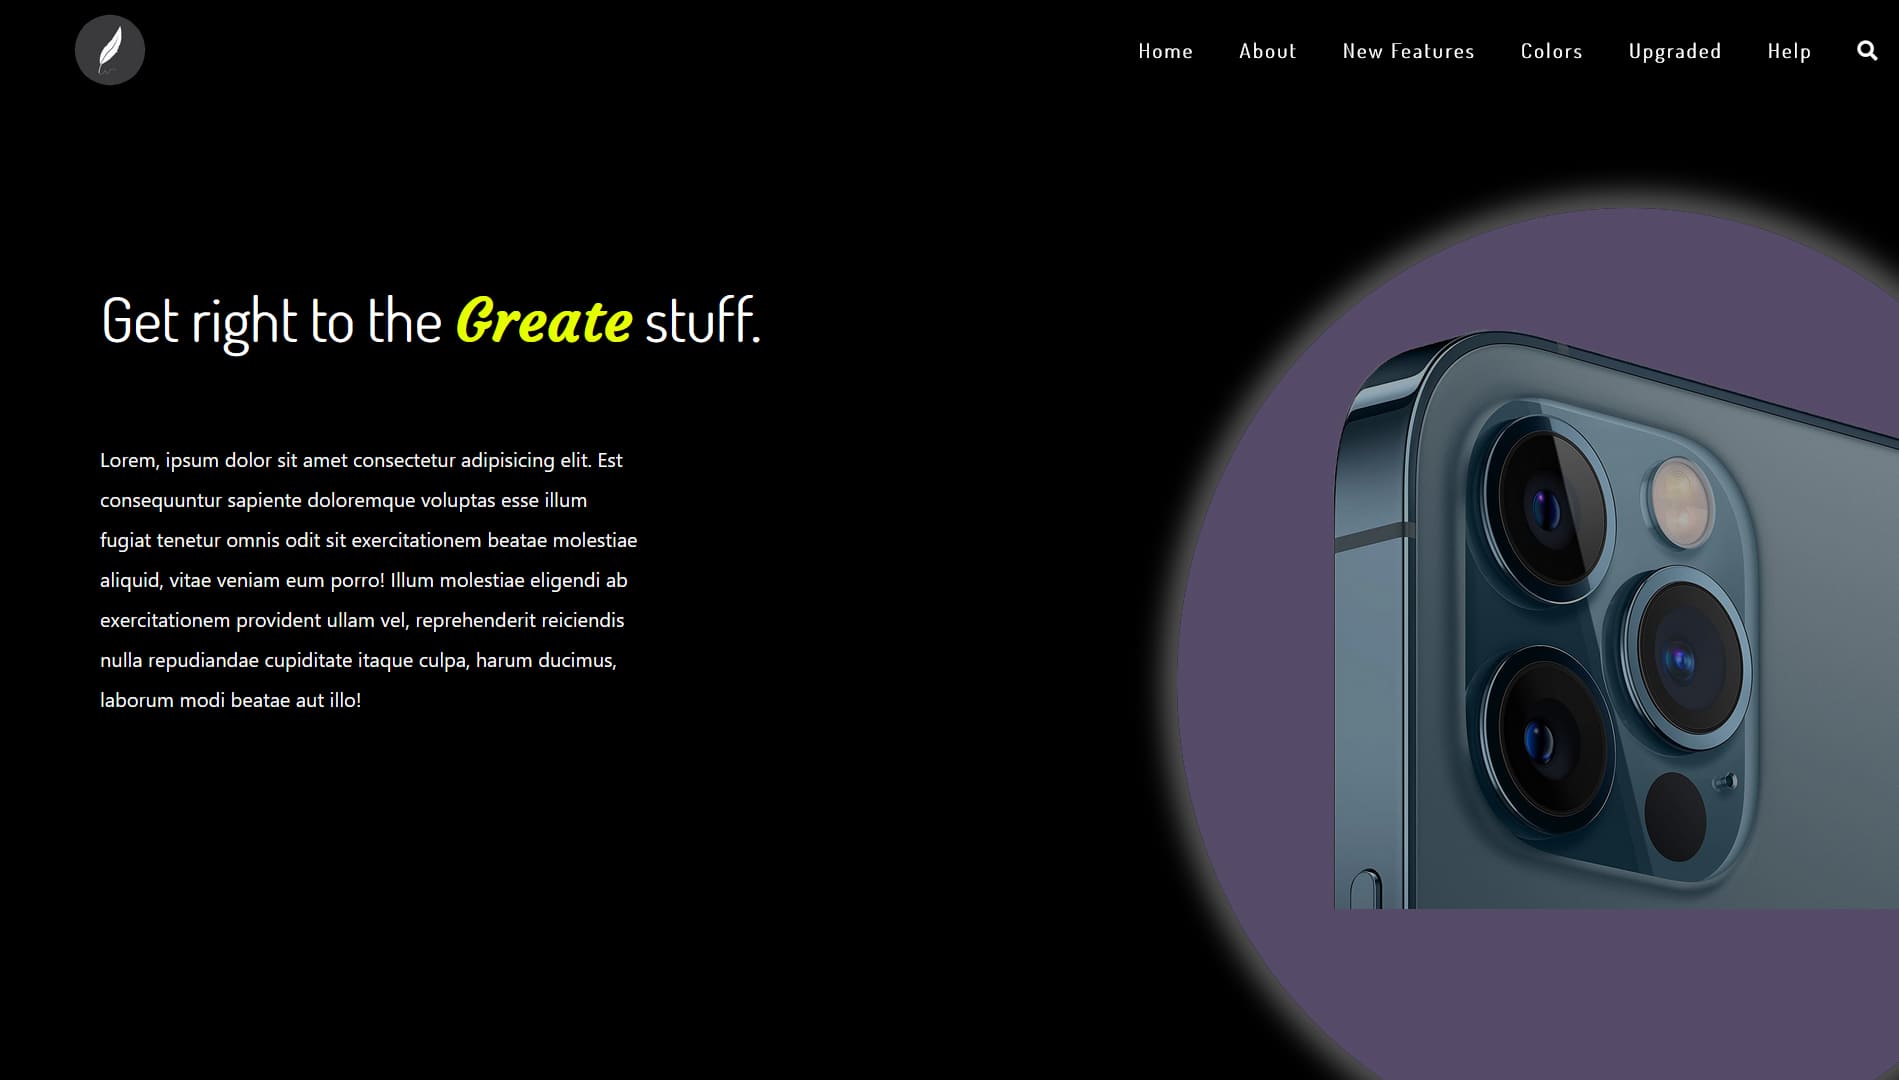 Home About New Features Colors Upgraded Help
Get right to the Greate stuff.
Lorem, ipsum dolor sit amet consectetur adipisicing elit. Est
consequuntur sapiente doloremque voluptas esse illum
fugiat tenetur omnis odit sit exercitationem beatae molestiae
aliquid, vitae veniam eum porro! Illum molestiae eligendi ab
exercitationem provident ullam vel, reprehenderit reiciendis
nulla repudiandae cupiditate itaque culpa, harum ducimus,
laborum modi beatae aut illo!